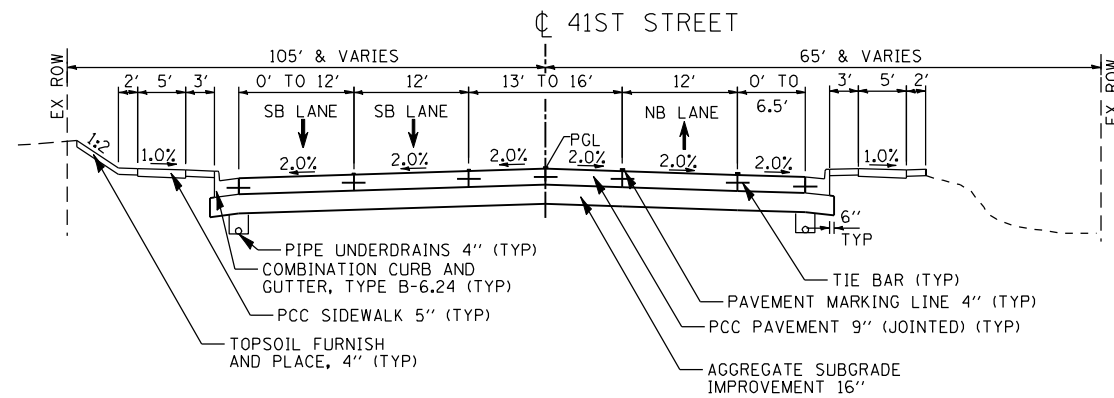 ℄ 41ST STREET
105' & VARIES
65' & VARIES
EX ROW
EX ROW
2' 5' 3' 0' TO 12' 12' 13' TO 16' 12' 0' TO 6.5' 3' 5' 2'
SB LANE
SB LANE
NB LANE
PGL
1:2
1.0%
2.0%
2.0%
2.0%
2.0%
2.0%
2.0%
1.0%
6"
TYP
PIPE UNDERDRAINS 4" (TYP)
COMBINATION CURB AND
GUTTER, TYPE B-6.24 (TYP)
PCC SIDEWALK 5" (TYP)
TOPSOIL FURNISH
AND PLACE, 4" (TYP)
TIE BAR (TYP)
PAVEMENT MARKING LINE 4" (TYP)
PCC PAVEMENT 9" (JOINTED) (TYP)
AGGREGATE SUBGRADE
IMPROVEMENT 16"